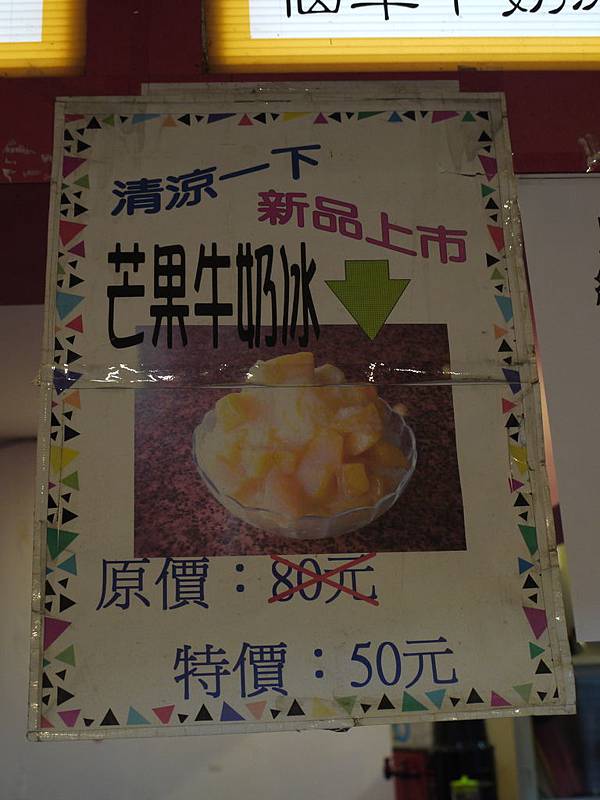 清涼一下
新品上市
芒果牛奶冰
原價：80元
特價：50元